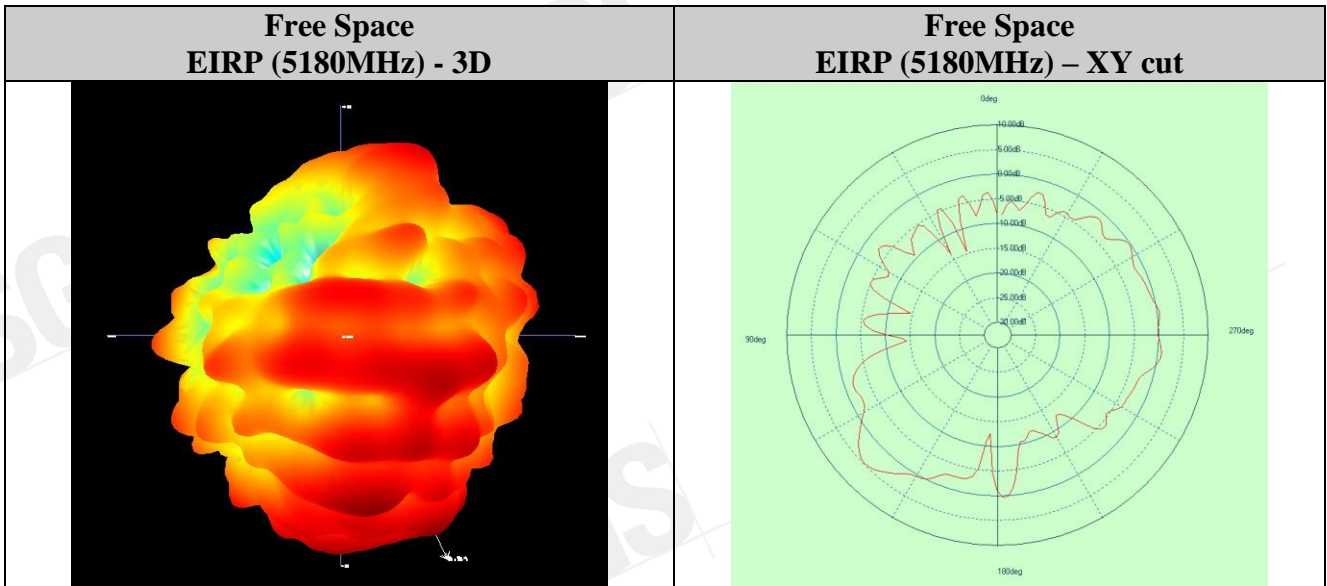 Free Space
EIRP (5180MHz) - 3D
Free Space
EIRP (5180MHz) – XY cut
0deg
10.00dB
5.00dB
0.00dB
-5.00dB
-10.00dB
-15.00dB
-20.00dB
-25.00dB
-30.00dB
90deg
270deg
180deg